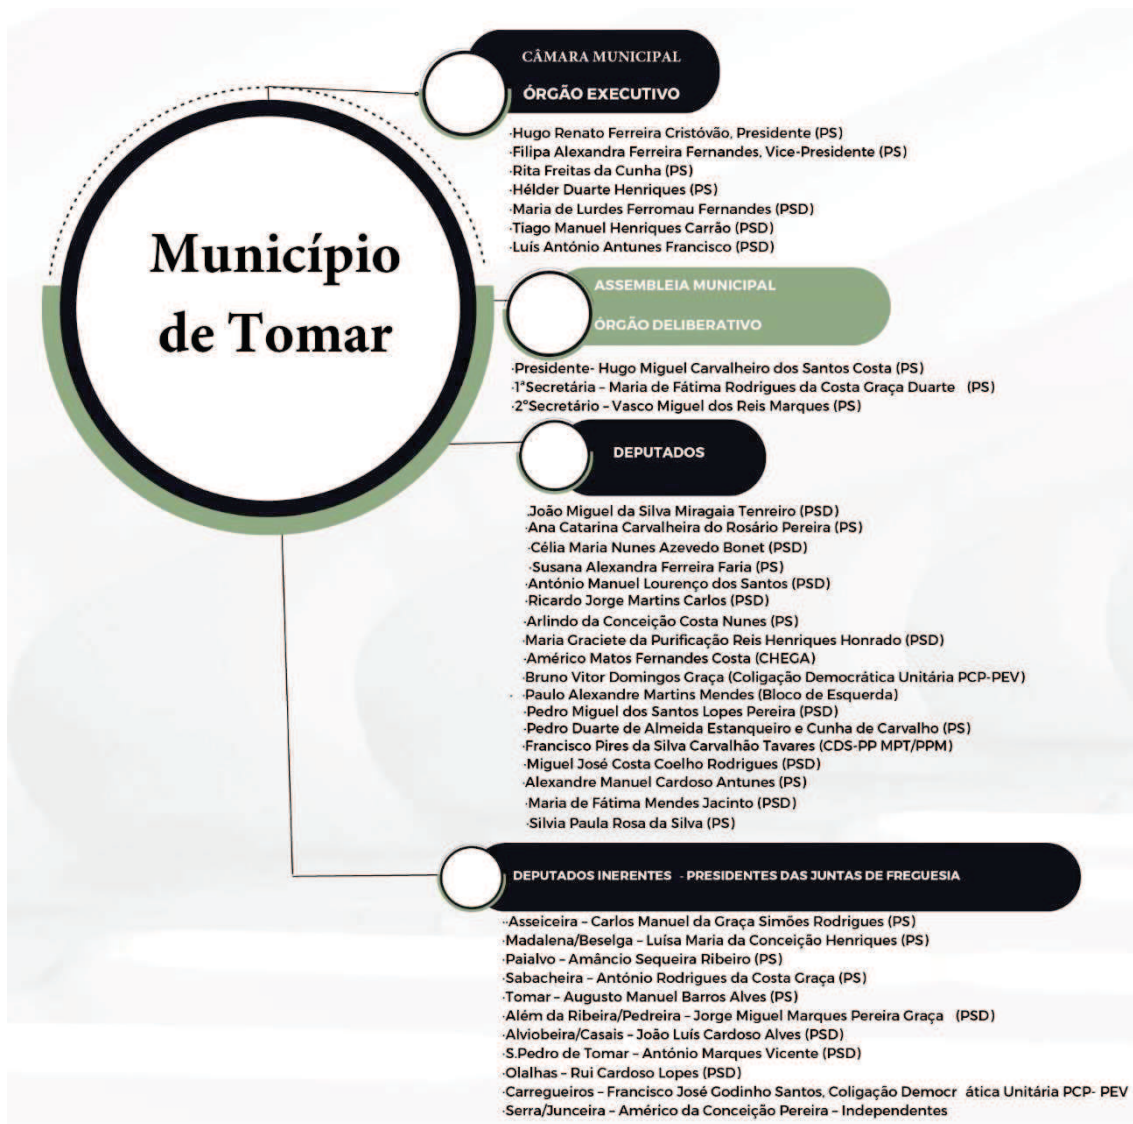 Município
de Tomar
CÂMARA MUNICIPAL
ÓRGÃO EXECUTIVO
·Hugo Renato Ferreira Cristóvão, Presidente (PS)
·Filipa Alexandra Ferreira Fernandes, Vice-Presidente (PS)
·Rita Freitas da Cunha (PS)
·Hélder Duarte Henriques (PS)
·Maria de Lurdes Ferromau Fernandes (PSD)
·Tiago Manuel Henriques Carrão (PSD)
·Luís António Antunes Francisco (PSD)
ASSEMBLEIA MUNICIPAL
ÓRGÃO DELIBERATIVO
·Presidente- Hugo Miguel Carvalheiro dos Santos Costa (PS)
·1ªSecretária – Maria de Fátima Rodrigues da Costa Graça Duarte (PS)
·2ºSecretário – Vasco Miguel dos Reis Marques (PS)
DEPUTADOS
.João Miguel da Silva Miragaia Tenreiro (PSD)
·Ana Catarina Carvalheira do Rosário Pereira (PS)
·Célia Maria Nunes Azevedo Bonet (PSD)
·Susana Alexandra Ferreira Faria (PS)
·António Manuel Lourenço dos Santos (PSD)
·Ricardo Jorge Martins Carlos (PSD)
·Arlindo da Conceição Costa Nunes (PS)
·Maria Graciete da Purificação Reis Henriques Honrado (PSD)
·Américo Matos Fernandes Costa (CHEGA)
·Bruno Vitor Domingos Graça (Coligação Democrática Unitária PCP-PEV)
· ·Paulo Alexandre Martins Mendes (Bloco de Esquerda)
·Pedro Miguel dos Santos Lopes Pereira (PSD)
·Pedro Duarte de Almeida Estanqueiro e Cunha de Carvalho (PS)
·Francisco Pires da Silva Carvalhão Tavares (CDS-PP MPT/PPM)
·Miguel José Costa Coelho Rodrigues (PSD)
·Alexandre Manuel Cardoso Antunes (PS)
·Maria de Fátima Mendes Jacinto (PSD)
·Silvia Paula Rosa da Silva (PS)
DEPUTADOS INERENTES - PRESIDENTES DAS JUNTAS DE FREGUESIA
··Asseiceira – Carlos Manuel da Graça Simões Rodrigues (PS)
·Madalena/Beselga – Luísa Maria da Conceição Henriques (PS)
·Paialvo – Amâncio Sequeira Ribeiro (PS)
·Sabacheira – António Rodrigues da Costa Graça (PS)
·Tomar – Augusto Manuel Barros Alves (PS)
·Além da Ribeira/Pedreira – Jorge Miguel Marques Pereira Graça (PSD)
·Alviobeira/Casais – João Luís Cardoso Alves (PSD)
·S.Pedro de Tomar – António Marques Vicente (PSD)
·Olalhas – Rui Cardoso Lopes (PSD)
·Carregueiros – Francisco José Godinho Santos, Coligação Democr ática Unitária PCP- PEV
·Serra/Junceira – Américo da Conceição Pereira – Independentes